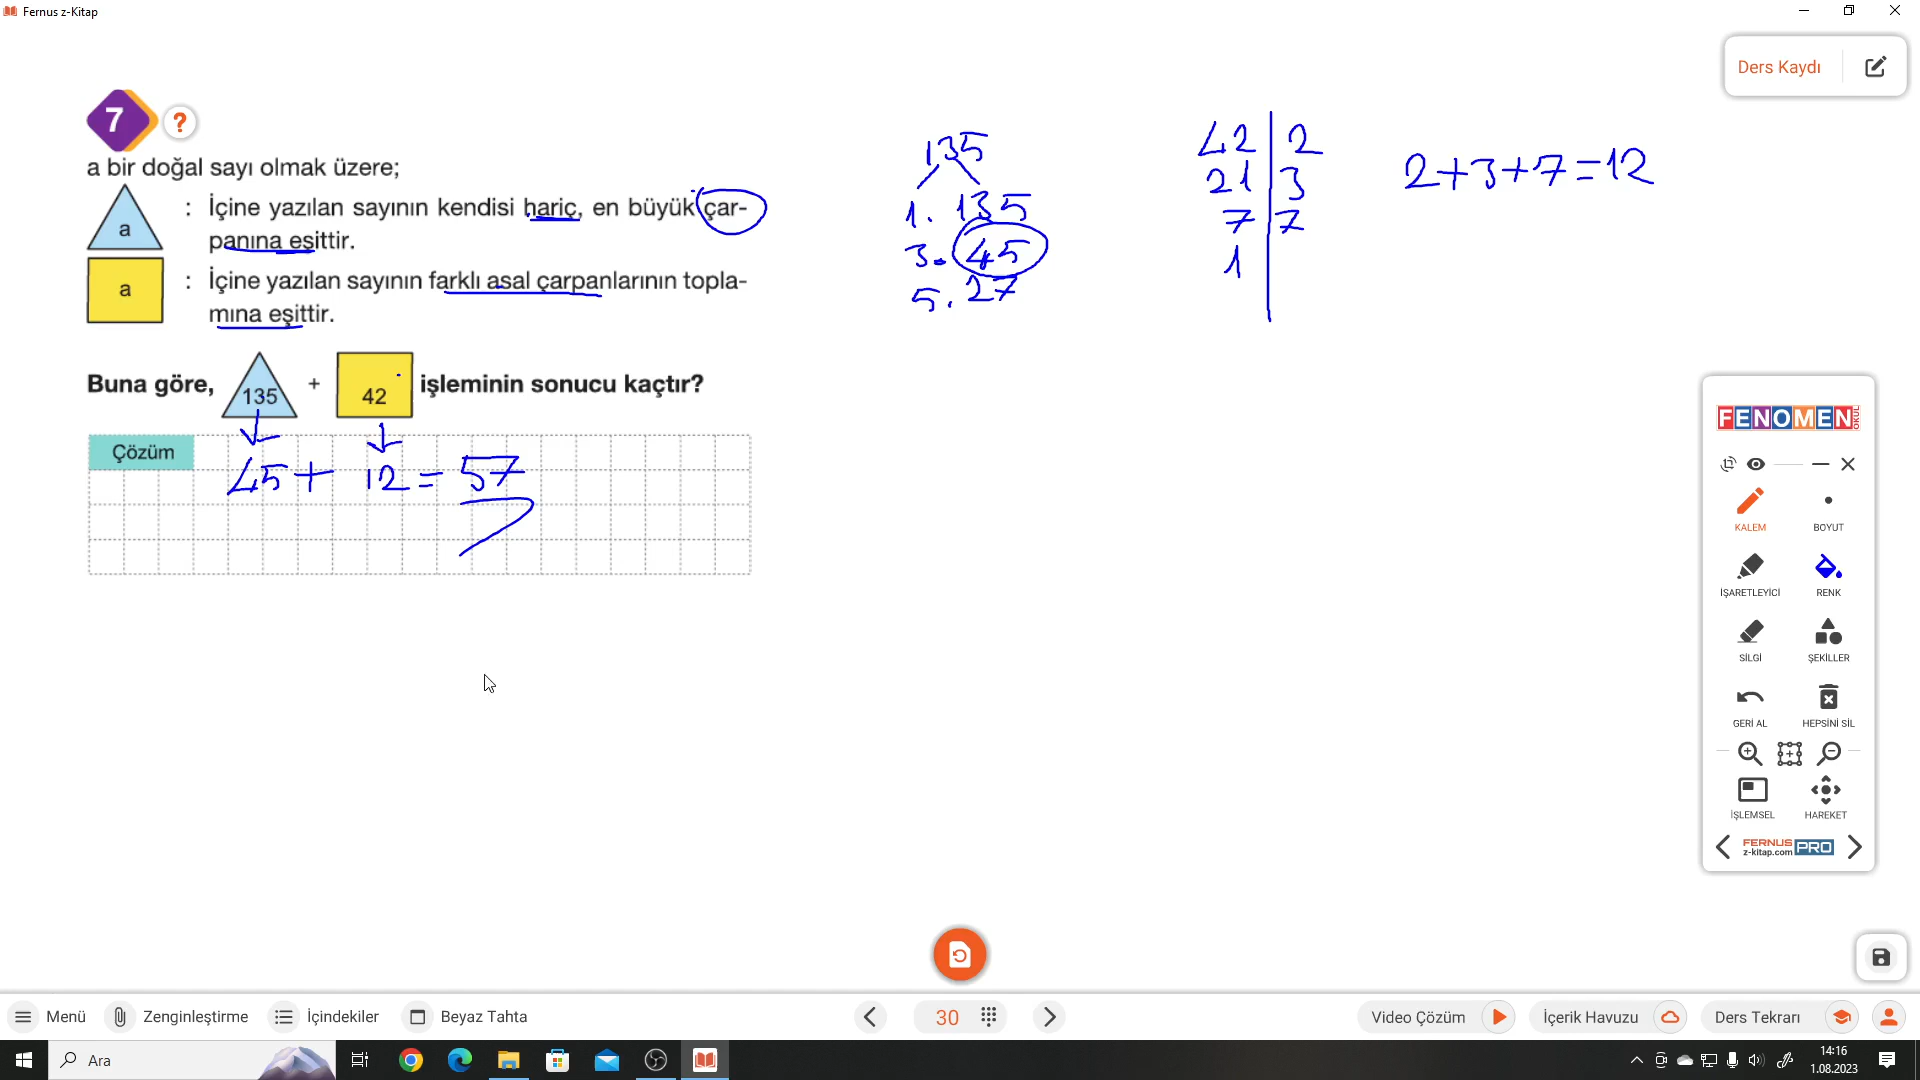 Fernus z-Kitap
Ders Kaydı
7
?
a bir doğal sayı olmak üzere;
a
: İçine yazılan sayının kendisi hariç, en büyük çar-
panına eşittir.
a
: İçine yazılan sayının farklı asal çarpanlarının topla-
mına eşittir.
Buna göre, 135 + 42 işleminin sonucu kaçtır?
Çözüm
45 + 12 = 57
135
1. 135
3. 45
5. 27
42 | 2
21 | 3
7 | 7
1
2+3+7=12
FENOMEN OKUL
KALEM
BOYUT
İŞARETLEYİCİ
RENK
SİLGİ
ŞEKİLLER
GERİ AL
HEPSİNİ SİL
İŞLEMSEL
HAREKET
FERNUS
z-kitap.com PRO
Menü
Zenginleştirme
İçindekiler
Beyaz Tahta
30
Video Çözüm
İçerik Havuzu
Ders Tekrarı
Ara
14:16
1.08.2023